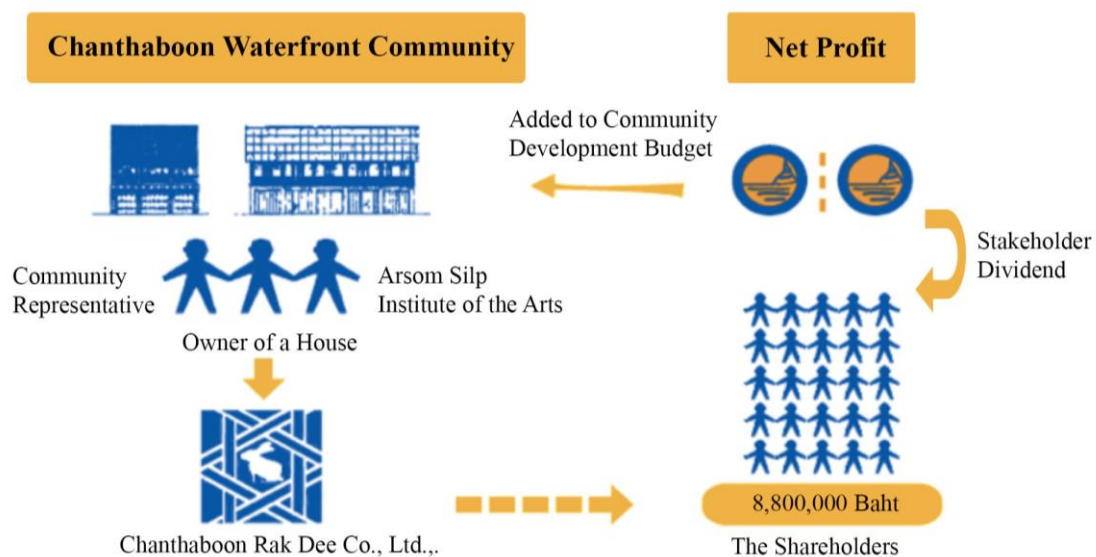 Chanthaboon Waterfront Community
Net Profit
Added to Community
Development Budget
Stakeholder
Dividend
Community
Representative
Arsom Silp
Institute of the Arts
Owner of a House
8,800,000 Baht
Chanthaboon Rak Dee Co., Ltd.,.
The Shareholders